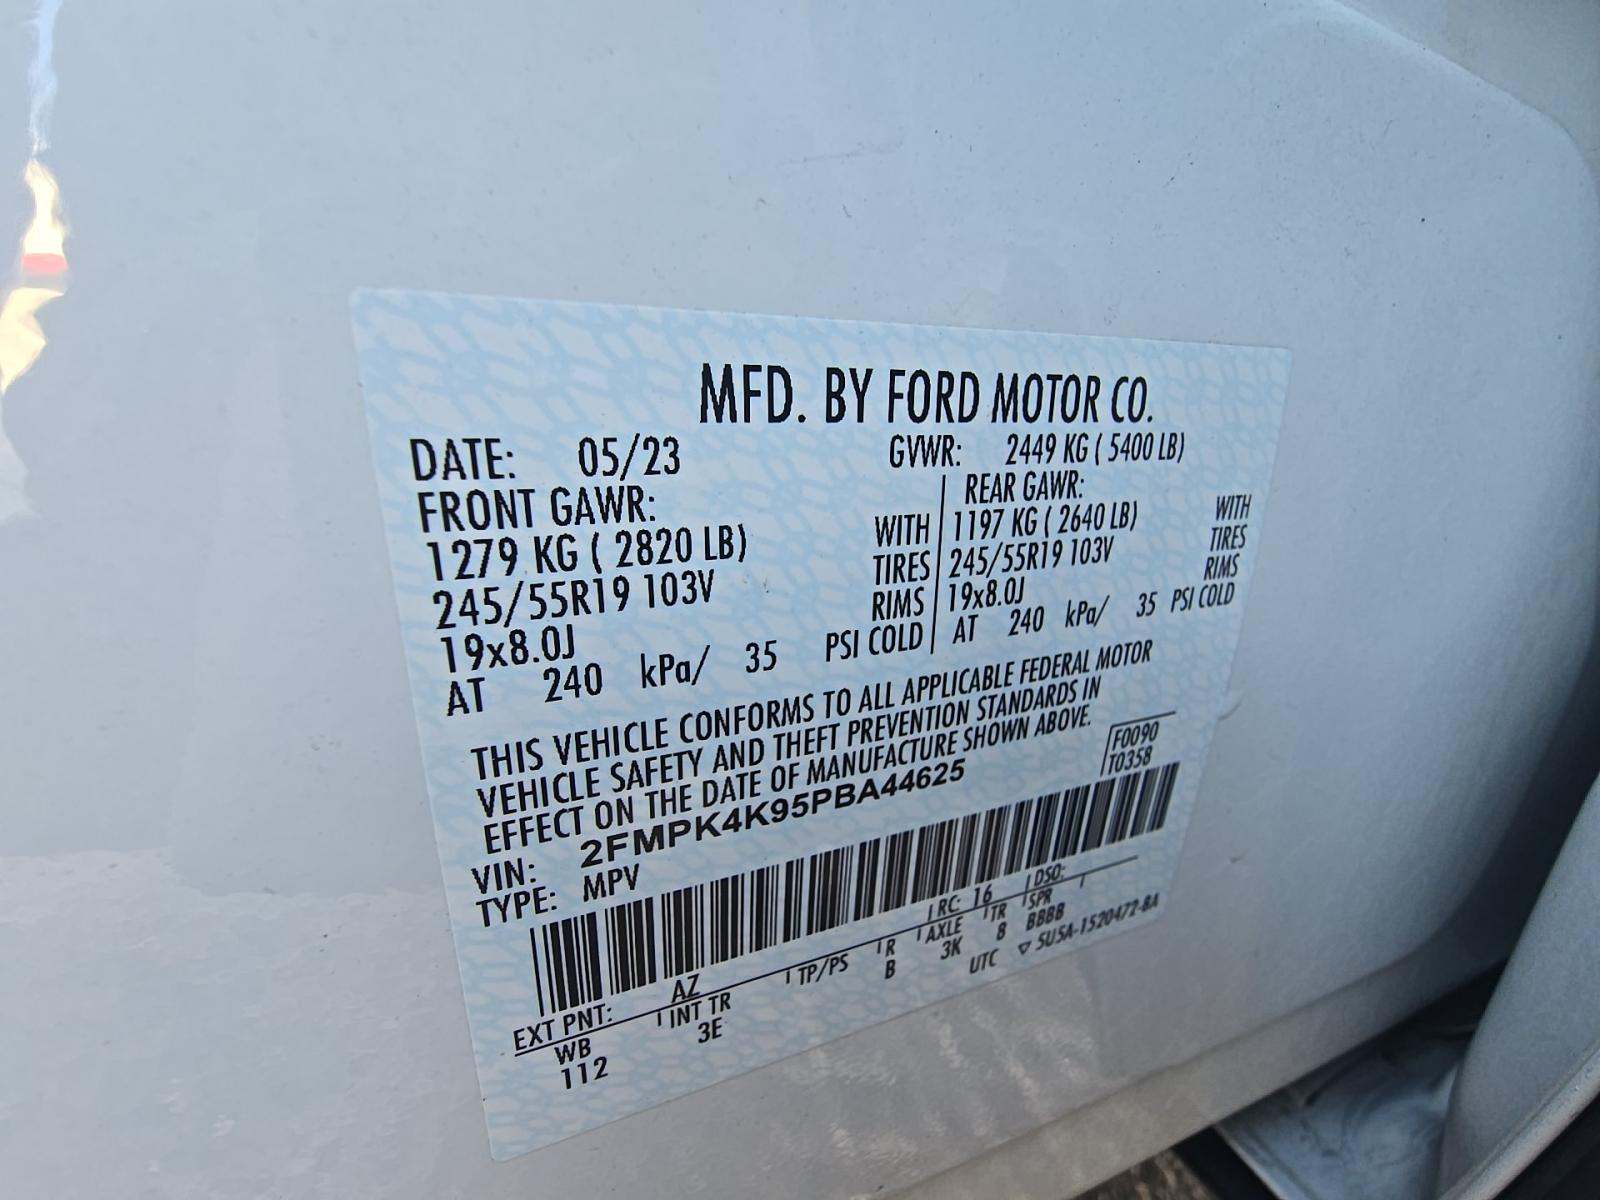 MFD. BY FORD MOTOR CO.
DATE: 05/23 GVWR: 2449 KG ( 5400 LB)
FRONT GAWR: REAR GAWR:
1279 KG ( 2820 LB) WITH 1197 KG ( 2640 LB) WITH
245/55R19 103V TIRES 245/55R19 103V TIRES
19x8.0J RIMS 19x8.0J RIMS
AT 240 kPa/ 35 PSI COLD AT 240 kPa/ 35 PSI COLD
THIS VEHICLE CONFORMS TO ALL APPLICABLE FEDERAL MOTOR
VEHICLE SAFETY AND THEFT PREVENTION STANDARDS IN
EFFECT ON THE DATE OF MANUFACTURE SHOWN ABOVE.
F0090
T0358
VIN: 2FMPK4K95PBA44625
TYPE: MPV
EXT PNT: AZ RC: 16 DSO:
WB INT TR TP/PS R AXLE TR SPR
112 3E B 3K 8 BBBB
UTC ▽ 5U5A-1520472-BA